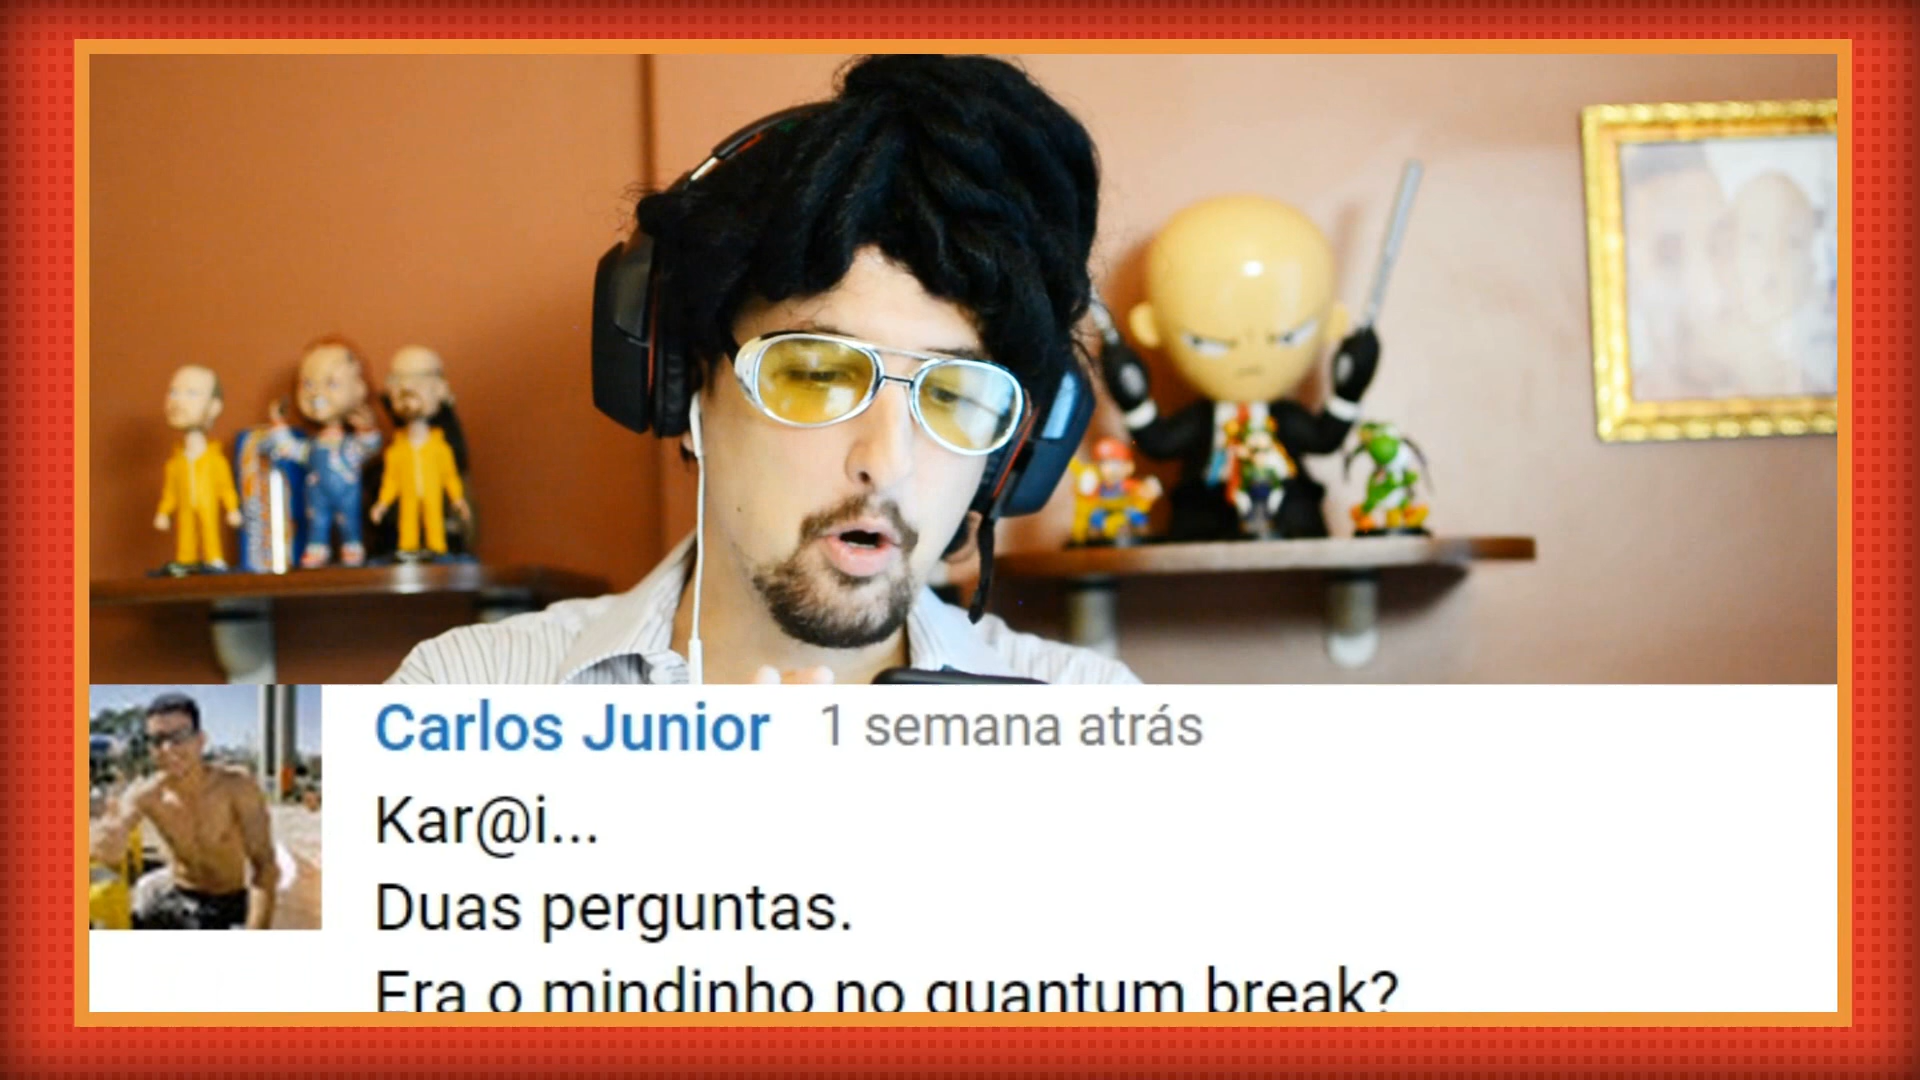 Carlos Junior 1 semana atrás
Kar@i...
Duas perguntas.
Era o mindinho no quantum break?